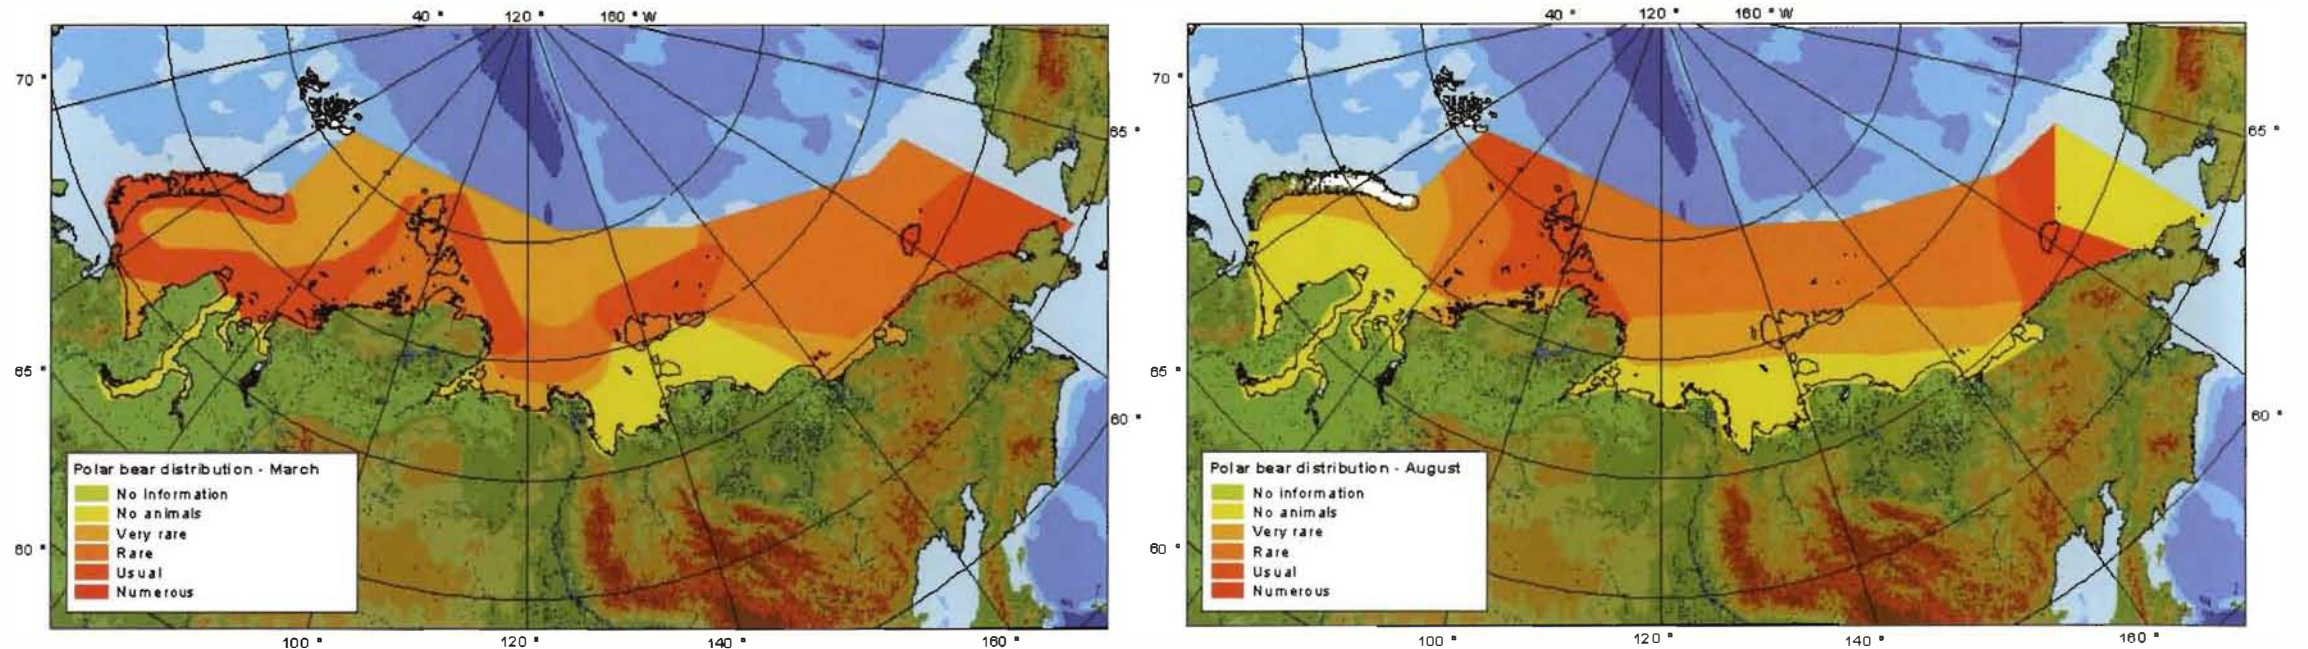 40 ° 120 ° 160 ° W
70 °
65 °
65 °
60 °
80 °
100 ° 120 ° 140 ° 160 °
Polar bear distribution - March
No Information
No animals
Very rare
Rare
Usual
Numerous
40 ° 120 ° 160 ° W
70 °
65 °
65 °
60 °
60 °
100 ° 120 ° 140 ° 160 °
Polar bear distribution - August
No information
No animals
Very rare
Rare
Usual
Numerous